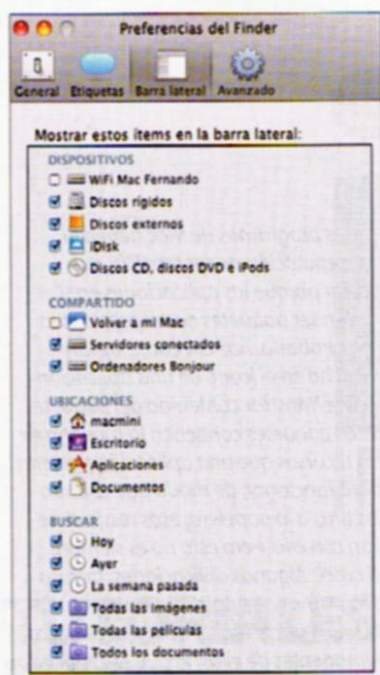 Preferencias del Finder
General Etiquetas Barra lateral Avanzado
Mostrar estos ítems en la barra lateral:
DISPOSITIVOS
WiFi Mac Fernando
Discos rígidos
Discos externos
iDisk
Discos CD, discos DVD e iPods
COMPARTIDO
Volver a mi Mac
Servidores conectados
Ordenadores Bonjour
UBICACIONES
macmini
Escritorio
Aplicaciones
Documentos
BUSCAR
Hoy
Ayer
La semana pasada
Todas las imágenes
Todas las películas
Todos los documentos